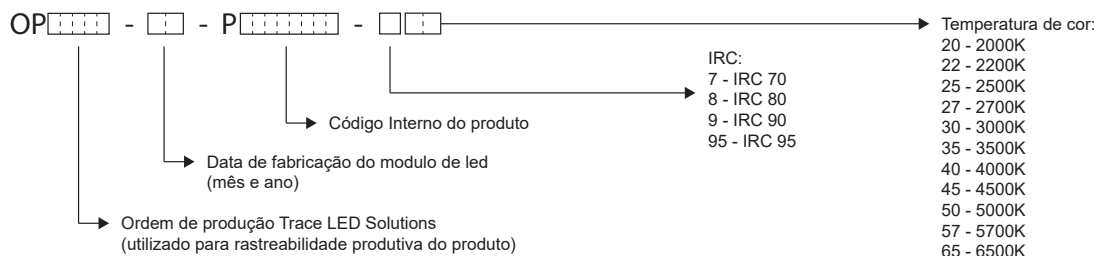 OP - - P -
Temperatura de cor:
20 - 2000K
22 - 2200K
25 - 2500K
27 - 2700K
30 - 3000K
35 - 3500K
40 - 4000K
45 - 4500K
50 - 5000K
57 - 5700K
65 - 6500K
IRC:
7 - IRC 70
8 - IRC 80
9 - IRC 90
95 - IRC 95
Código Interno do produto
Data de fabricação do modulo de led
(mês e ano)
Ordem de produção Trace LED Solutions
(utilizado para rastreabilidade produtiva do produto)